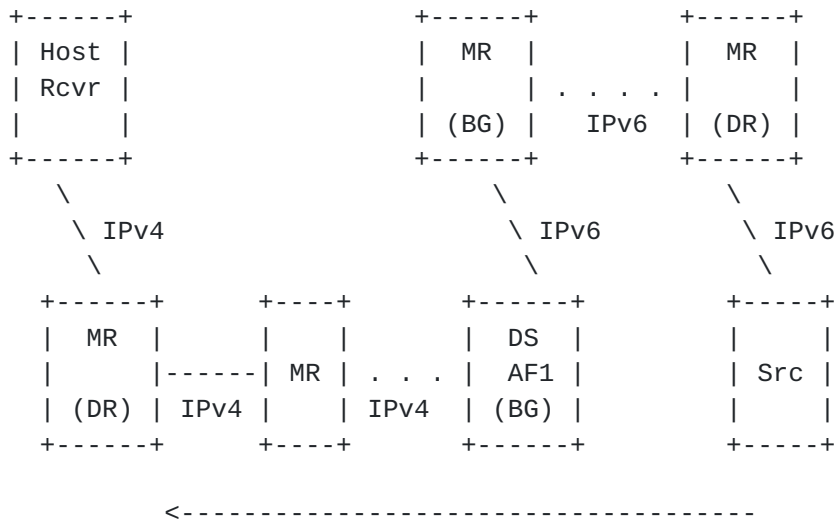 +------+                   +------+          +------+
| Host |                   |  MR  |          |  MR  |
| Rcvr |                   |      | . . . . |      |
|      |                   | (BG) |   IPv6  | (DR) |
+------+                   +------+          +------+
   \                            \               \
    \ IPv4                       \ IPv6          \ IPv6
     \                            \               \
  +------+      +----+       +------+         +-----+
  |  MR  |      |    |       |  DS  |         |     |
  |      |------| MR | . . . |  AF1 |         | Src |
  | (DR) | IPv4 |    | IPv4  | (BG) |         |     |
  +------+      +----+       +------+         +-----+
          <-------------------------------------